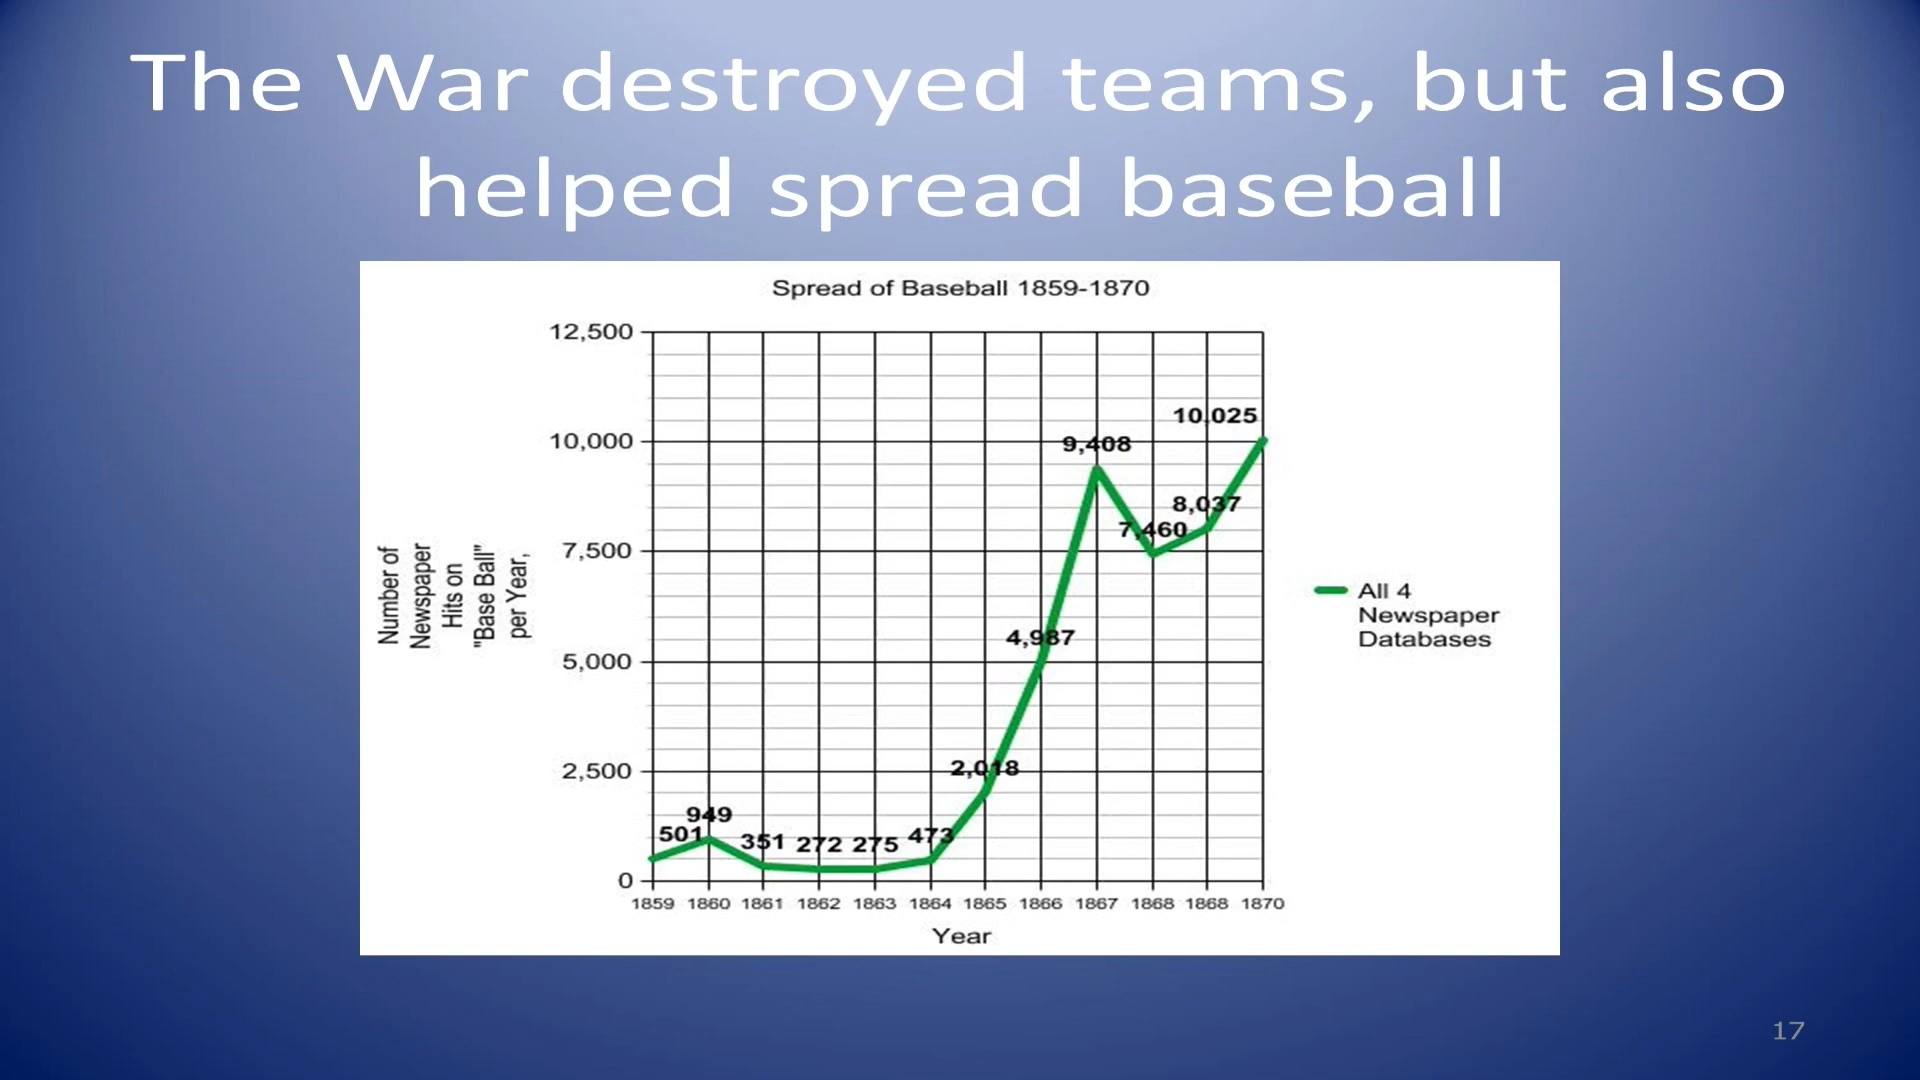 The War destroyed teams, but also
helped spread baseball
Spread of Baseball 1859-1870
Number of
Newspaper
Hits on
"Base Ball"
per Year,
12,500
10,000
7,500
5,000
2,500
0
501
949
351
272
275
473
2,018
4,987
9,408
7,460
8,037
10.025
1859 1860 1861 1862 1863 1864 1865 1866 1867 1868 1868 1870
Year
All 4
Newspaper
Databases
17